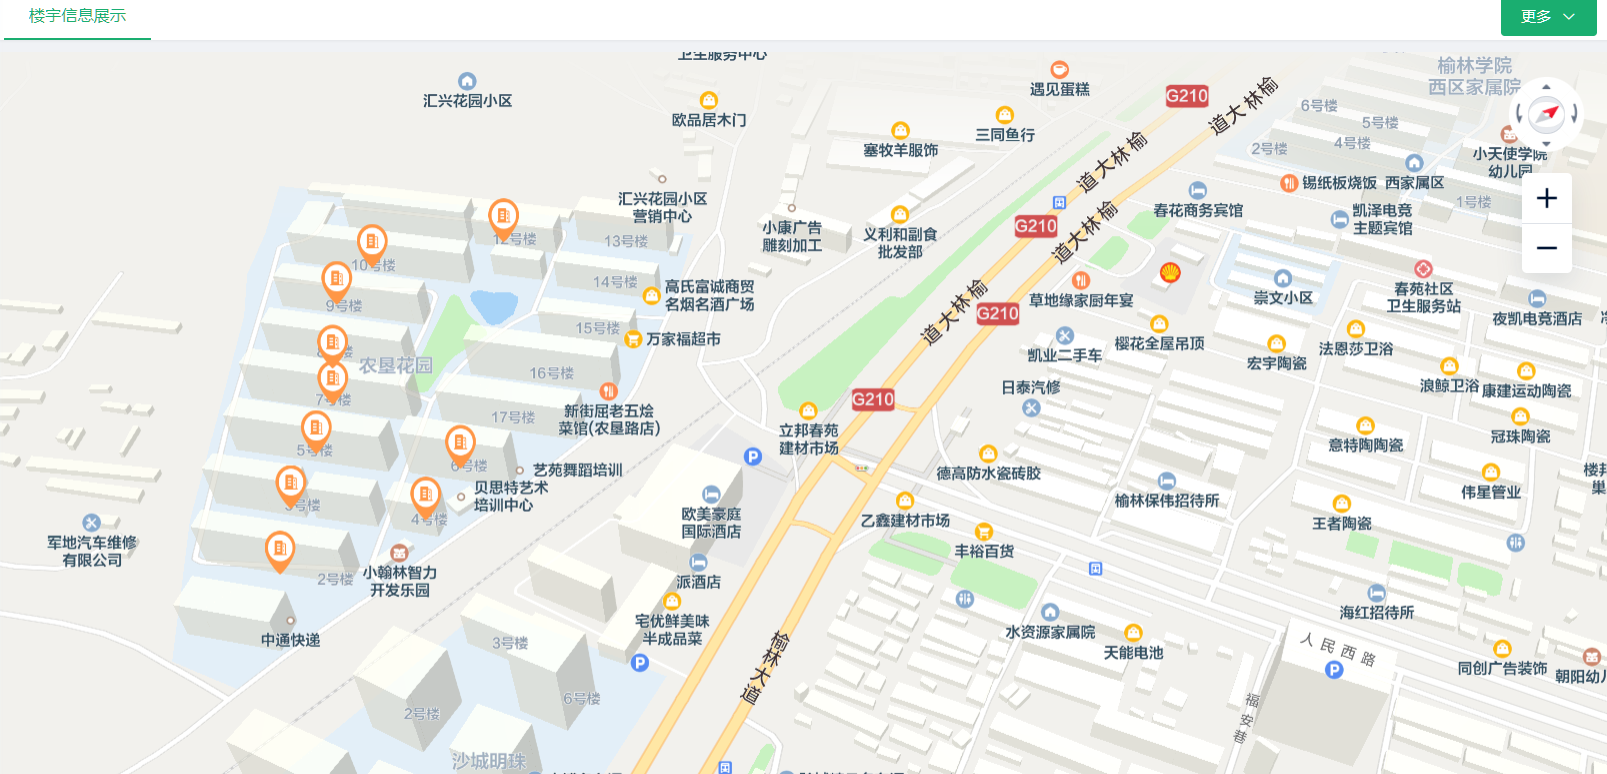 楼宇信息展示
更多
卫生服务中心
汇兴花园小区
欧品居木门
遇见蛋糕
三同鱼行
塞牧羊服饰
G210
榆林大道
榆林学院
西区家属院
6号楼
5号楼
4号楼
2号楼
1号楼
小天使学院
幼儿园
锡纸板烧饭
西家属区
凯泽电竞
主题宾馆
春花商务宾馆
榆林大道
G210
榆林大道
汇兴花园小区
营销中心
小康广告
雕刻加工
义利和副食
批发部
12号楼
13号楼
10号楼
14号楼
9号楼
高氏富诚商贸
名烟名酒广场
15号楼
万家福超市
农垦花园
16号楼
7号楼
17号楼
新街屈老五烩
菜馆(农垦路店)
5号楼
6号楼
艺苑舞蹈培训
贝思特艺术
培训中心
3号楼
4号楼
2号楼
小翰林智力
开发乐园
军地汽车维修
有限公司
中通快递
草地缘家厨年宴
崇文小区
春苑社区
卫生服务站
夜凯电竞酒店
榆林大道
G210
凯业二手车
樱花全屋吊顶
宏宇陶瓷
法恩莎卫浴
浪鲸卫浴
康建运动陶瓷
日泰汽修
G210
立邦春苑
建材市场
意特陶陶瓷
冠珠陶瓷
德高防水瓷砖胶
榆林保伟招待所
伟星管业
楼邦
巢
王者陶瓷
欧美豪庭
国际酒店
乙鑫建材市场
丰裕百货
派酒店
宅优鲜美味
半成品菜
海红招待所
水资源家属院
天能电池
人民西路
同创广告装饰
朝阳幼儿
福安巷
榆林大道
3号楼
6号楼
2号楼
沙城明珠
P
P
P